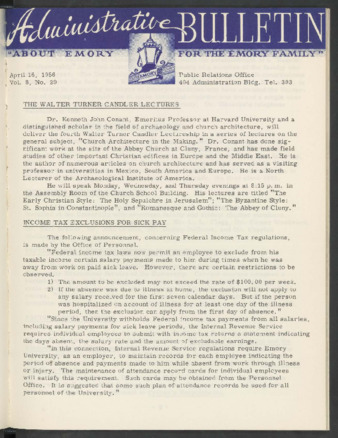 Administrative BULLETIN
"ABOUT EMORY FOR THE EMORY FAMILY"
EMORY
April 18, 1956 Public Relations Office
Vol. 8, No. 29 404 Administration Bldg. Tel. 393
THE WALTER TURNER CANDLER LECTURES
Dr. Kenneth John Conant, Emeritus Professor at Harvard University and a
distinguished scholar in the field of archaeology and church architecture, will
deliver the fourth Walter Turner Candler Lectureship in a series of lectures on the
general subject, "Church Architecture in the Making." Dr. Conant has done sig-
nificant work at the site of the Abbey Church at Cluny, France, and has made field
studies of other important Christian edifices in Europe and the Middle East. He is
the author of numerous articles on church architecture and has served as a visiting
professor in universities in Mexico, South America and Europe. He is a North
Lecturer of the Archaeological Institute of America.
He will speak Monday, Wednesday, and Thursday evenings at 8:15 p. m. in
the Assembly Room of the Church School Building. His lectures are titled "The
Early Christian Style: The Holy Sepulchre in Jerusalem"; "The Byzantine Style:
St. Sophia in Constantinople", and "Romanesque and Gothic: The Abbey of Cluny."
INCOME TAX EXCLUSIONS FOR SICK PAY
The following announcement, concerning Federal Income Tax regulations,
is made by the Office of Personnel.
"Federal income tax laws now permit an employee to exclude from his
taxable income certain salary payments made to him during times when he was
away from work on paid sick leave. However, there are certain restrictions to be
observed.
1) The amount to be excluded may not exceed the rate of $100.00 per week.
2) If the absence was due to illness at home, the exclusion will not apply to
any salary received for the first seven calendar days. But if the person
was hospitalized on account of illness for at least one day of the illness
period, then the exclusion may apply from the first day of absence."
"Since the University withholds Federal income tax payments from all salaries,
including salary payments for sick leave periods, the Internal Revenue Service
requires individual employees to submit with income tax returns a statement indicating
the days absent, the salary rate and the amount of excludable earnings.
"In this connection, Internal Revenue Service regulations require Emory
University, as an employer, to maintain records for each employee indicating the
period of absence and payments made to him while absent from work through illness
or injury. The maintenance of attendance record cards for individual employees
will satisfy this requirement. Such cards may be obtained from the Personnel
Office. It is suggested that some such plan of attendance records be used for all
personnel of the University."